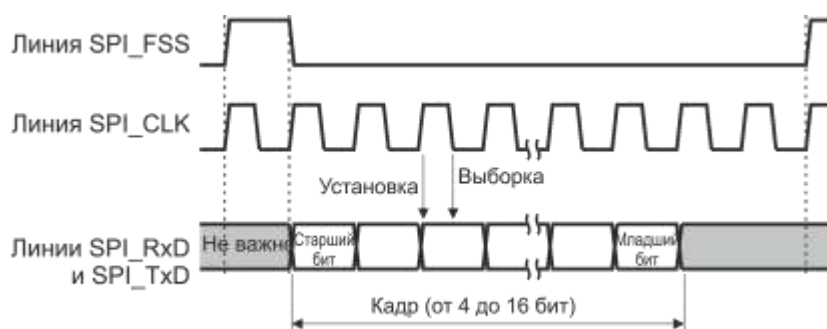 Линия SPI_FSS
Линия SPI_CLK
Установка
Выборка
Линии SPI_RxD
и SPI_TxD
Не важно
Старший
бит
Младший
бит
Кадр (от 4 до 16 бит)